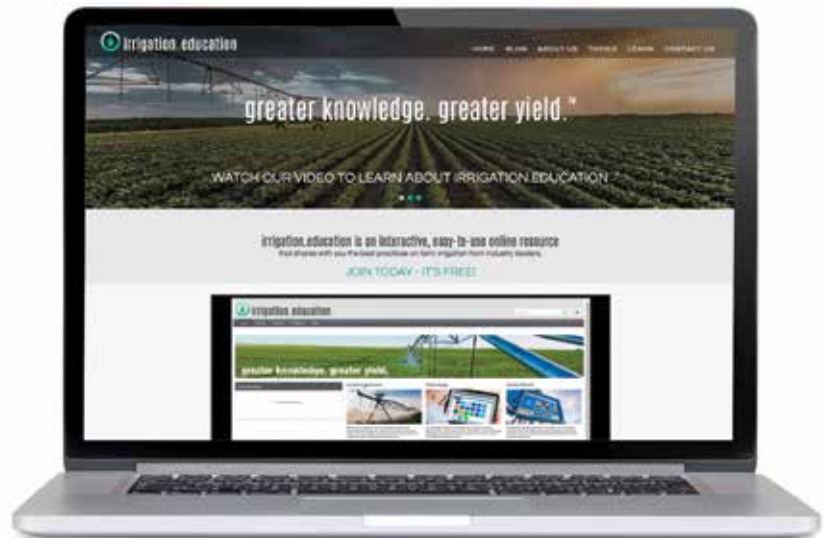 irrigation.education
HOME BLOG ABOUT US TOPICS LEARN CONTACT US
greater knowledge. greater yield.™
WATCH OUR VIDEO TO LEARN ABOUT IRRIGATION.EDUCATION
irrigation.education is an interactive, easy-to-use online resource
that shares with you the best practices on farm irrigation from industry leaders.
JOIN TODAY - IT'S FREE!
irrigation.education
greater knowledge. greater yield.